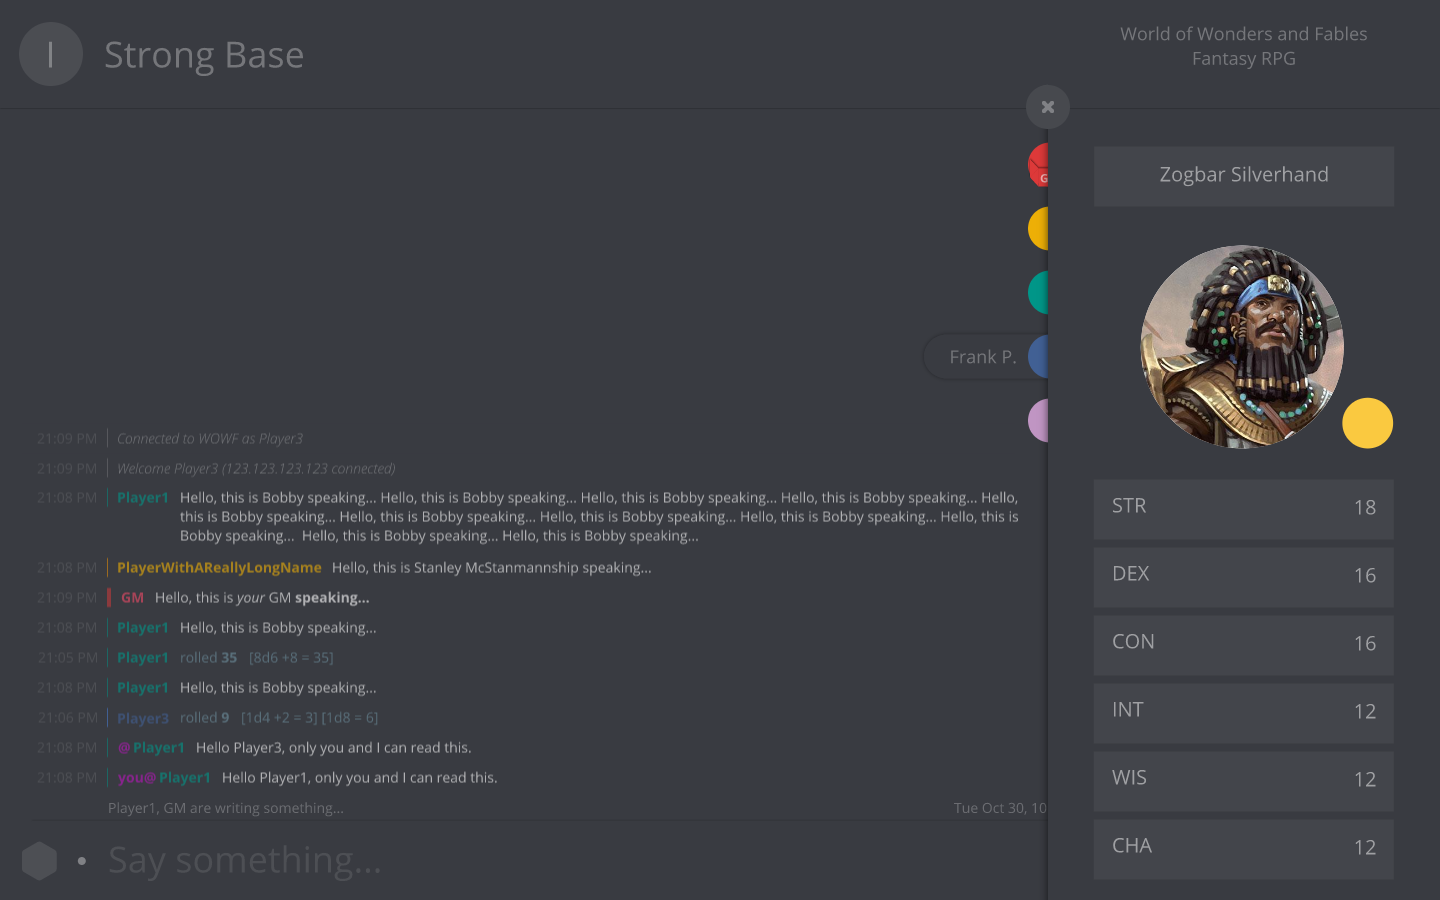 I
Strong Base
World of Wonders and Fables
Fantasy RPG
Zogbar Silverhand
G
Frank P.
21:09 PM Connected to WOWF as Player3
21:09 PM Welcome Player3 (123.123.123.123 connected)
21:08 PM Player1 Hello, this is Bobby speaking... Hello, this is Bobby speaking... Hello, this is Bobby speaking... Hello, this is Bobby speaking... Hello,
this is Bobby speaking... Hello, this is Bobby speaking... Hello, this is Bobby speaking... Hello, this is Bobby speaking... Hello, this is
Bobby speaking... Hello, this is Bobby speaking... Hello, this is Bobby speaking...
21:08 PM PlayerWithAReallyLongName Hello, this is Stanley McStanmannship speaking...
21:09 PM GM Hello, this is your GM speaking...
21:08 PM Player1 Hello, this is Bobby speaking...
21:05 PM Player1 rolled 35 [8d6 +8 = 35]
21:08 PM Player1 Hello, this is Bobby speaking...
21:06 PM Player3 rolled 9 [1d4 +2 = 3] [1d8 = 6]
21:08 PM @Player1 Hello Player3, only you and I can read this.
21:08 PM you@Player1 Hello Player1, only you and I can read this.
Player1, GM are writing something...
Tue Oct 30, 10
Say something...
STR 18
DEX 16
CON 16
INT 12
WIS 12
CHA 12